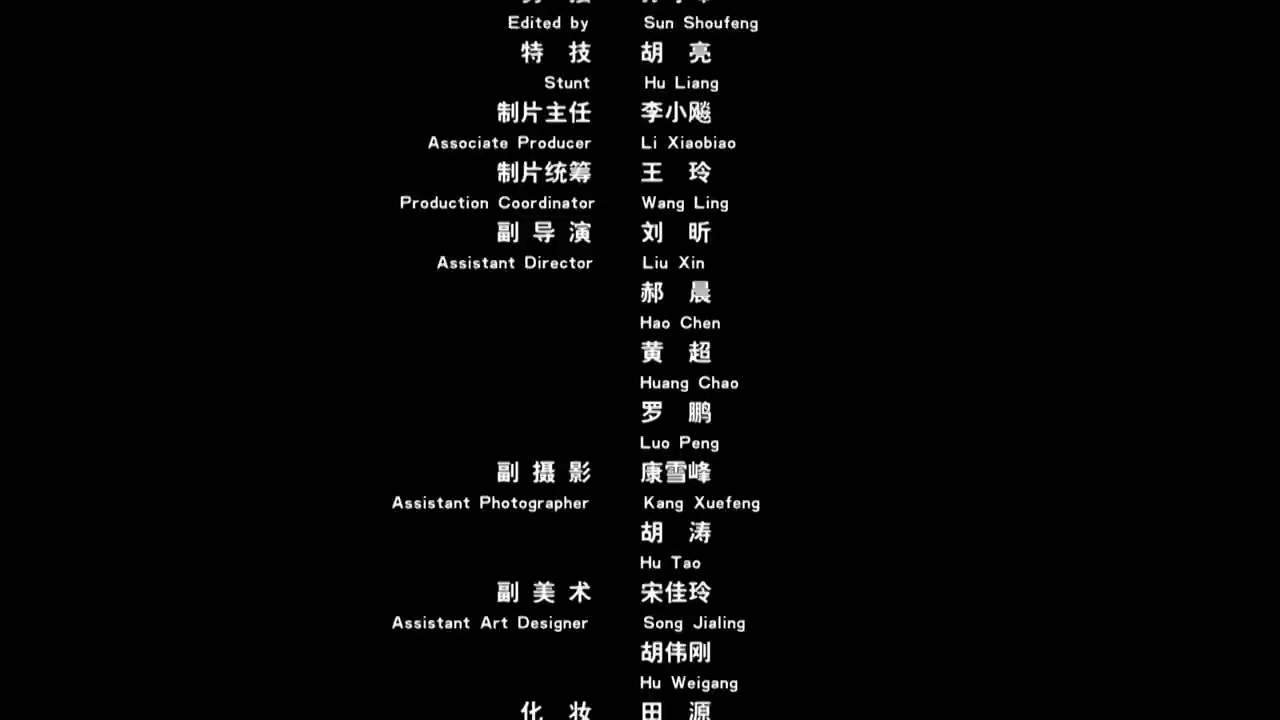 Edited by Sun Shoufeng
特 技 胡 亮
Stunt Hu Liang
制片主任 李小飚
Associate Producer Li Xiaobiao
制片统筹 王 玲
Production Coordinator Wang Ling
副 导 演 刘 昕
Assistant Director Liu Xin
郝 晨
Hao Chen
黄 超
Huang Chao
罗 鹏
Luo Peng
副 摄 影 康雪峰
Assistant Photographer Kang Xuefeng
胡 涛
Hu Tao
副 美 术 宋佳玲
Assistant Art Designer Song Jialing
胡伟刚
Hu Weigang
化 妆 田 源